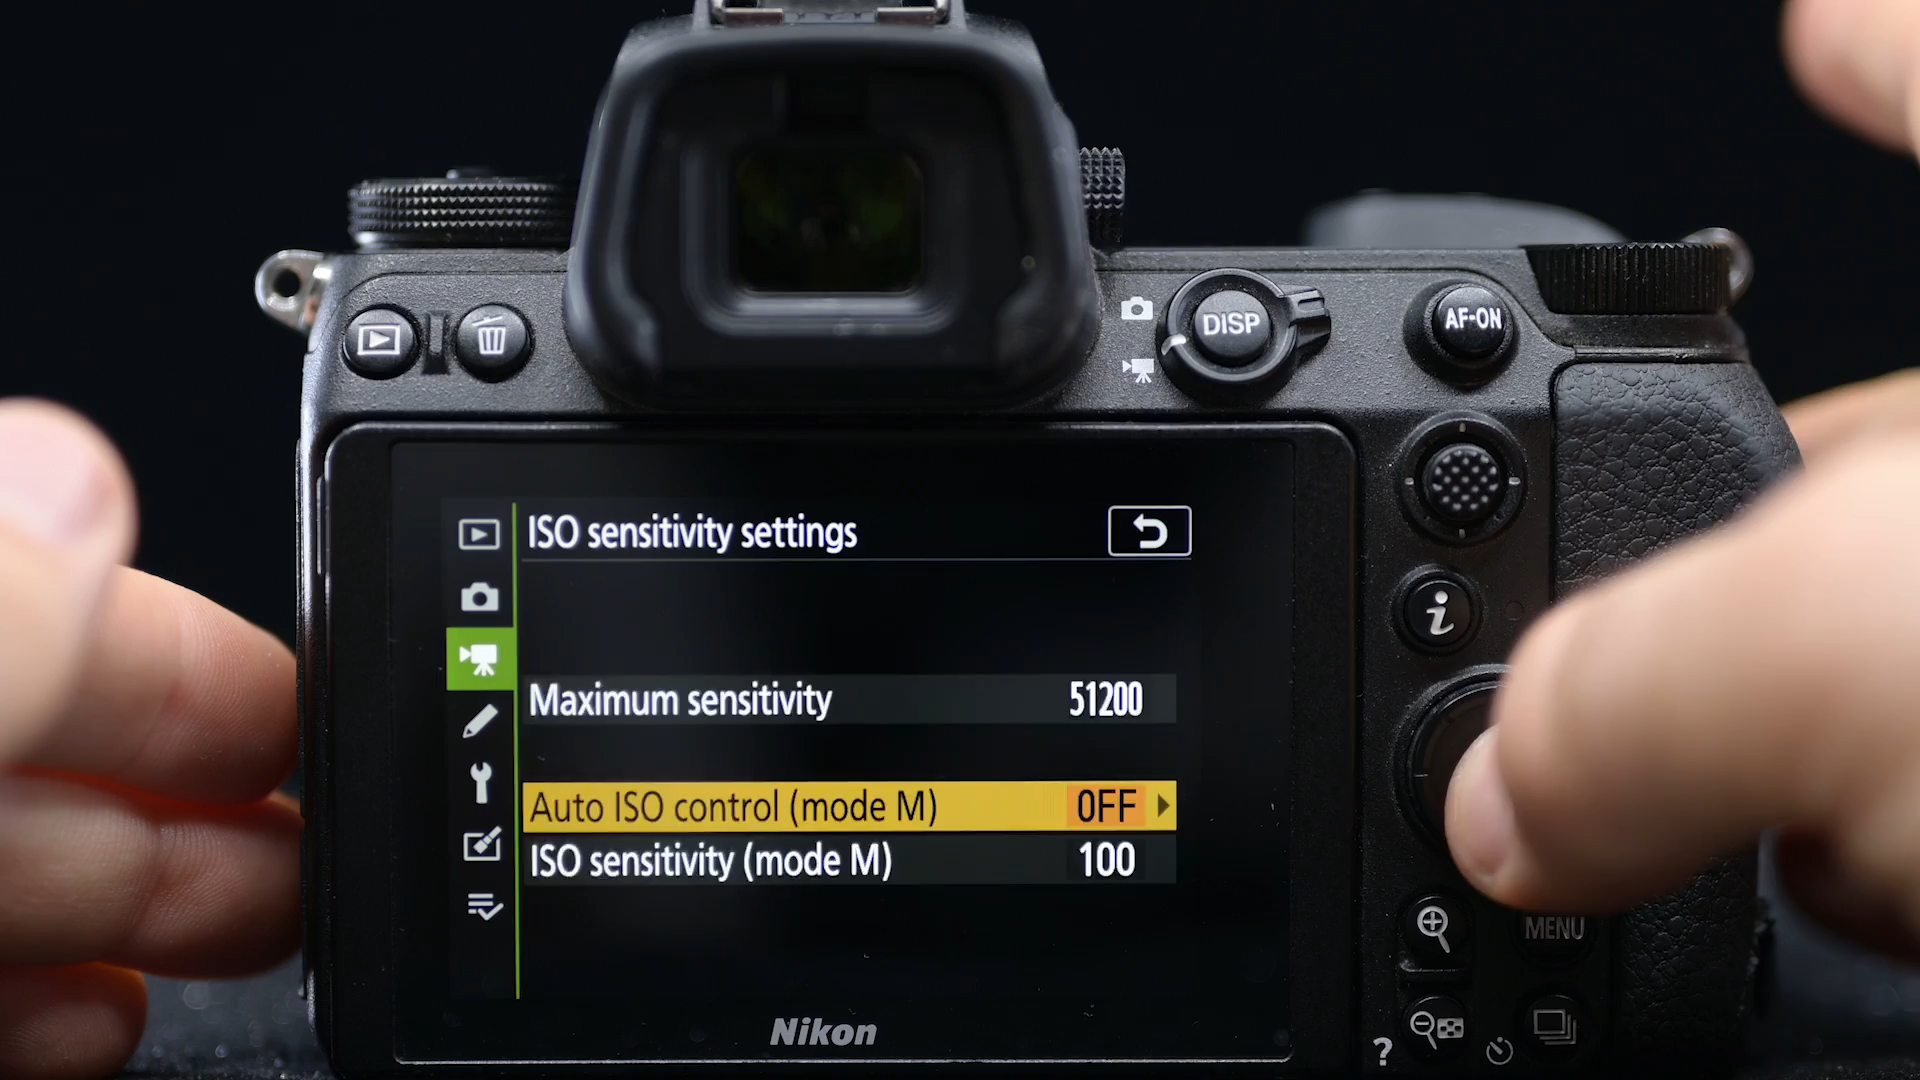 DISP
AF-ON
ISO sensitivity settings
Maximum sensitivity 51200
Auto ISO control (mode M) OFF
ISO sensitivity (mode M) 100
i
MENU
?
Nikon